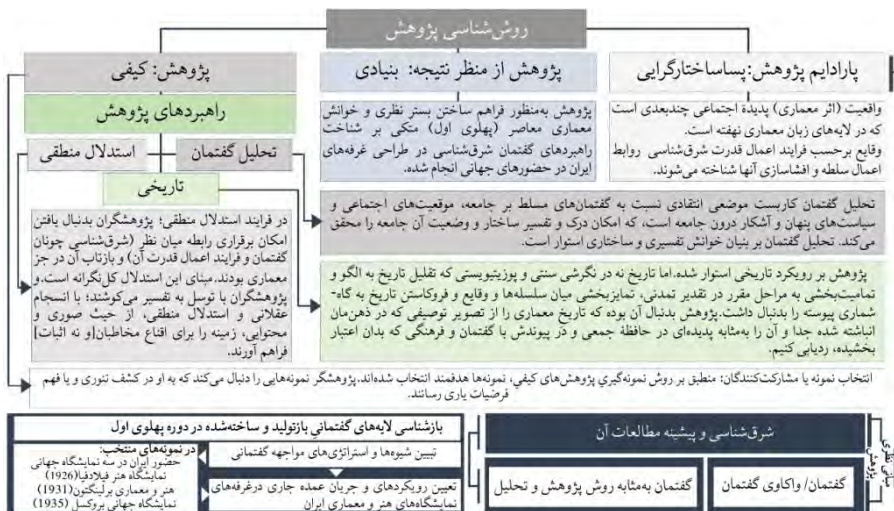 روش‌شناسی پژوهش
پارادایم پژوهش:پساساختارگرایی
واقعیت (اثر معماری) پدیدۀ اجتماعی چندبعدی است
که در لایه‌های زبان معماری نهفته است.
وقایع برحسب فرایند اعمال قدرت شرق‌شناسی روابط
اعمال سلطه و افشاسازی آنها شناخته می‌شوند.
پژوهش از منظر نتیجه: بنیادی
پژوهش به‌منظور فراهم ساختن بستر نظری و خوانش
معماری معاصر (پهلوی اول) متکی بر شناخت
راهبردهای گفتمان شرق‌شناسی در طراحی غرفه‌های
ایران در حضورهای جهانی انجام شده.
پژوهش: کیفی
راهبردهای پژوهش
تحلیل گفتمان
استدلال منطقی
تاریخی
تحلیل گفتمان کاربست موضعی انتقادی نسبت به گفتمان‌های مسلط بر جامعه، موقعیت‌های اجتماعی و
سیاست‌های پنهان و آشکار درون جامعه است، که امکان درک و تفسیر ساختار و وضعیت آن جامعه را محقق
می‌کند. تحلیل گفتمان بر بنیان خوانش تفسیری و ساختاری استوار است.
پژوهش بر رویکرد تاریخی استوار شده.اما تاریخ نه در نگرشی سنتی و پوزیتیویستی که تقلیل تاریخ به الگو و
تمامیت‌بخشی به مراحل مقرر در تقدیر تمدنی، تمایزبخشی میان سلسله‌ها و وقایع و فروکاستن تاریخ به گاه-
شماری پیوسته را بدنبال داشت.پژوهش بدنبال آن بوده که تاریخ معماری را از تصویر توصیفی که در ذهن‌مان
انباشته شده جدا و آن را به‌مثابه پدیده‌ای در حافظۀ جمعی و در پیوندش با گفتمان و فرهنگی که بدان اعتبار
بخشیده، ردیابی کنیم.
در فرایند استدلال منطقی؛ پژوهشگران بدنبال یافتن
امکان برقراری رابطه میان نظر (شرق‌شناسی چونان
گفتمان و فرایند اعمال قدرت آن) و بازتاب آن در جز
معماری بودند. مبنای این استدلال کل‌نگرانه است.و
پژوهشگران با توسل به تفسیر می‌کوشند؛ با انسجام
عقلانی و استدلال منطقی، از حیث صوری و
محتوایی، زمینه را برای اقناع مخاطبان[و نه اثبات]
فراهم آورند.
انتخاب نمونه یا مشارکت‌کنندگان: منطبق بر روش نمونه‌گیری پژوهش‌های کیفی، نمونه‌ها هدفمند انتخاب شده‌اند.پژوهشگر نمونه‌هایی را دنبال می‌کند که به او در کشف تئوری و یا فهم
فرضیات یاری رسانند.
شرق‌شناسی و پیشینه مطالعات آن
گفتمان/ واکاوی گفتمان
گفتمان به‌مثابه روش پژوهش و تحلیل
بازشناسی لایه‌های گفتمانی بازتولید و ساخته‌شده در دوره پهلوی اول
تبیین شیوه‌ها و استراتژی‌های مواجهه گفتمانی
تعیین رویکردهای و جریان عمده جاری درغرفه‌های
نمایشگاه‌های هنر و معماری ایران
در نمونه‌های منتخب:
حضور ایران در سه نمایشگاه جهانی
نمایشگاه هنر فیلادفیا(1926)
هنر و معماری برلینگتون(1931)
نمایشگاه جهانی بروکسل (1935)